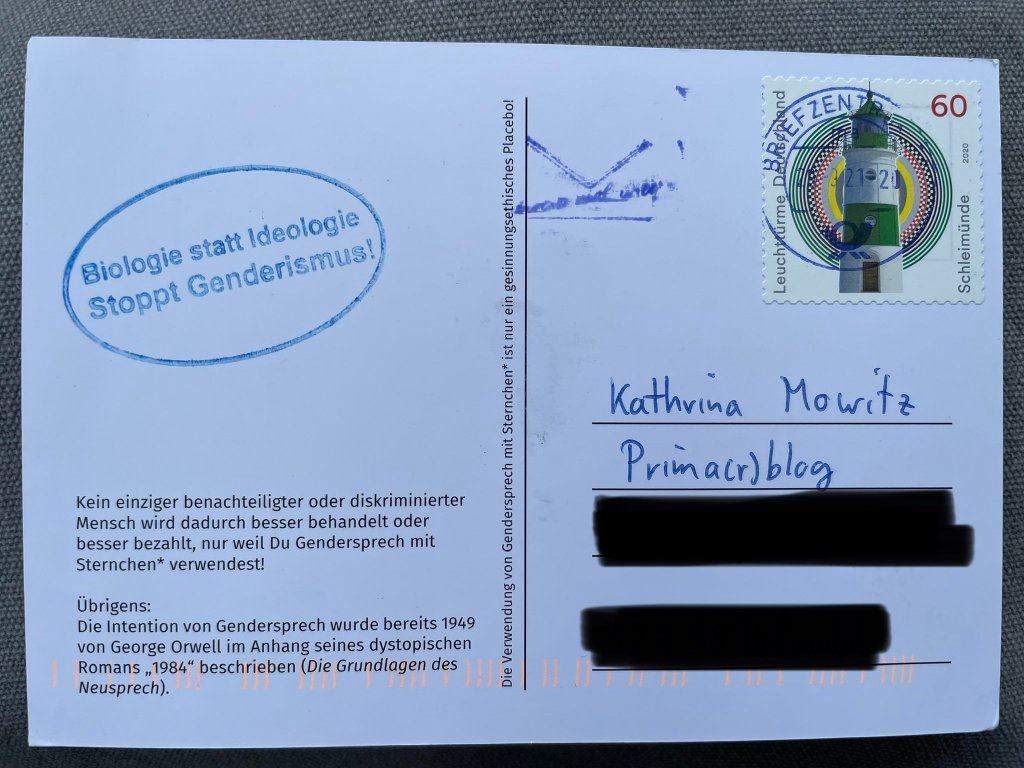 Biologie statt Ideologie
Stoppt Genderismus!
Kein einziger benachteiligter oder diskriminierter
Mensch wird dadurch besser behandelt oder
besser bezahlt, nur weil Du Gendersprech mit
Sternchen* verwendest!
Übrigens:
Die Intention von Gendersprech wurde bereits 1949
von George Orwell im Anhang seines dystopischen
Romans „1984“ beschrieben (Die Grundlagen des
Neusprech).
Die Verwendung von Gendersprech mit Sternchen* ist nur ein gesinnungsethisches Placebo!
BRIEFZENTR
Leuchttürme Deutschland
60
2020
Schleimünde
Kathrina Mowitz
Prima(r)blog